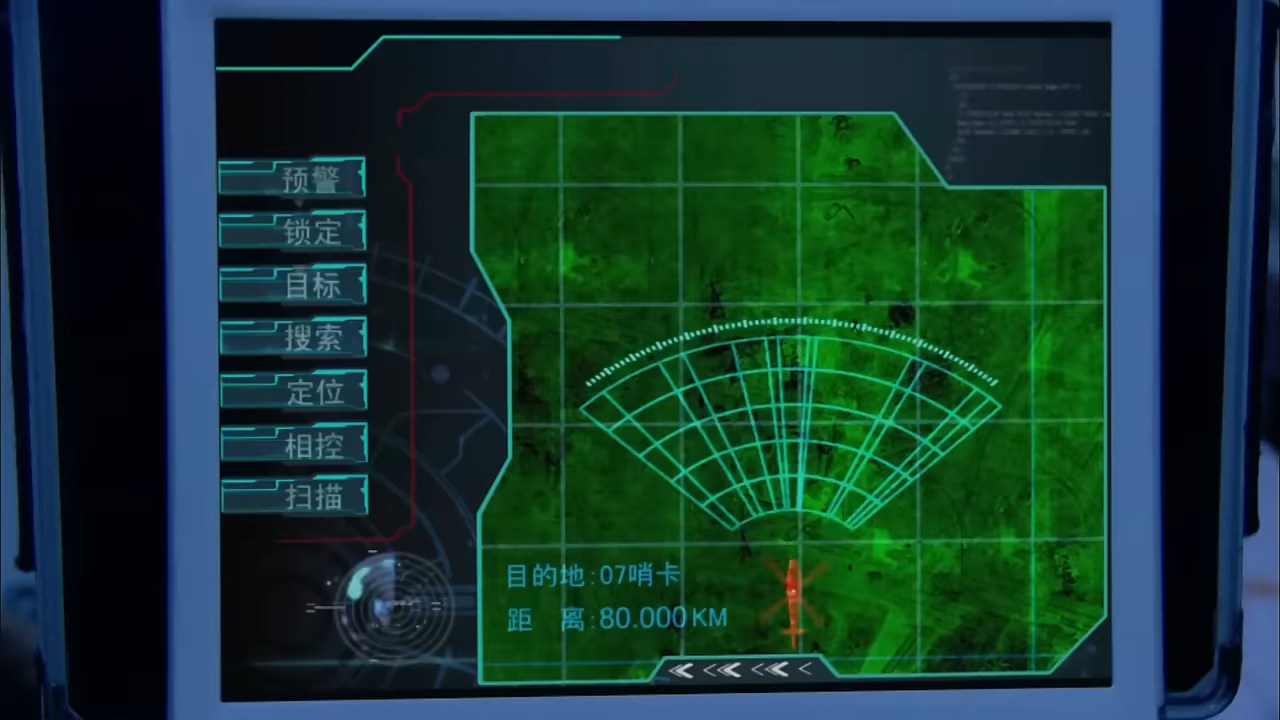 预警
锁定
目标
搜索
定位
相控
扫描
目的地:07哨卡
距 离:80.000KM